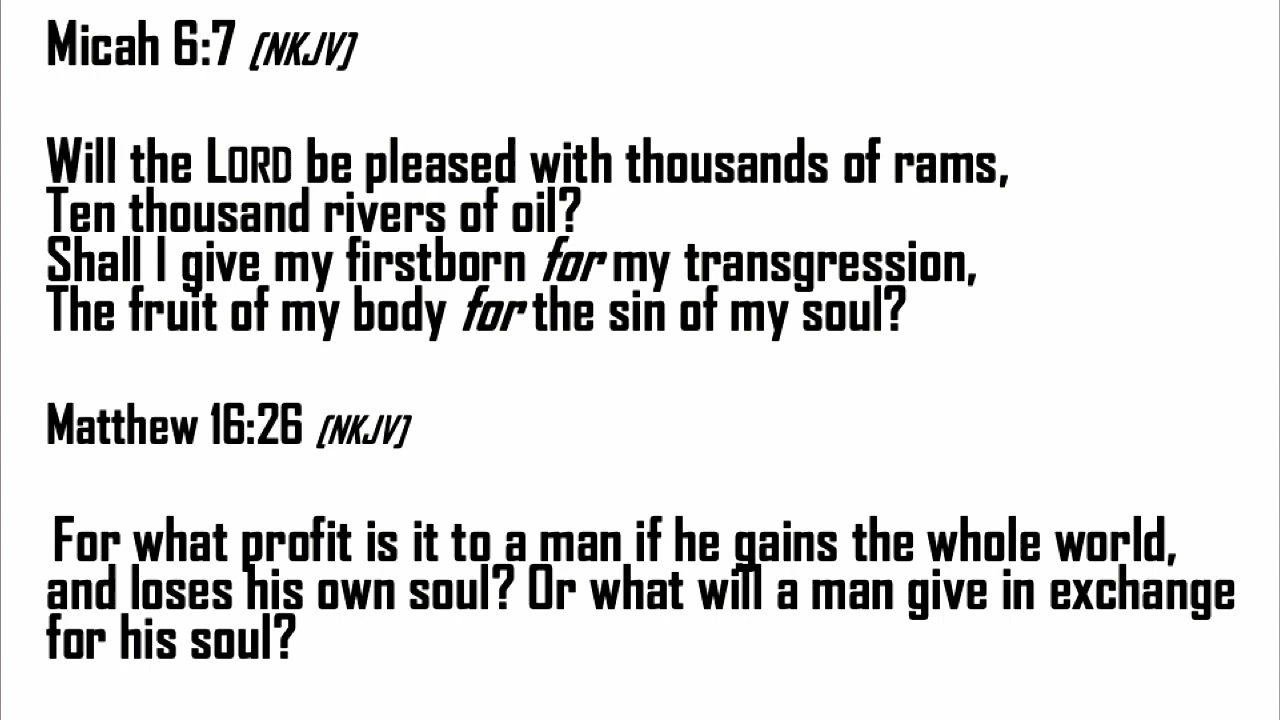 Micah 6:7 [NKJV]
Will the LORD be pleased with thousands of rams,
Ten thousand rivers of oil?
Shall I give my firstborn for my transgression,
The fruit of my body for the sin of my soul?
Matthew 16:26 [NKJV]
For what profit is it to a man if he gains the whole world,
and loses his own soul? Or what will a man give in exchange
for his soul?